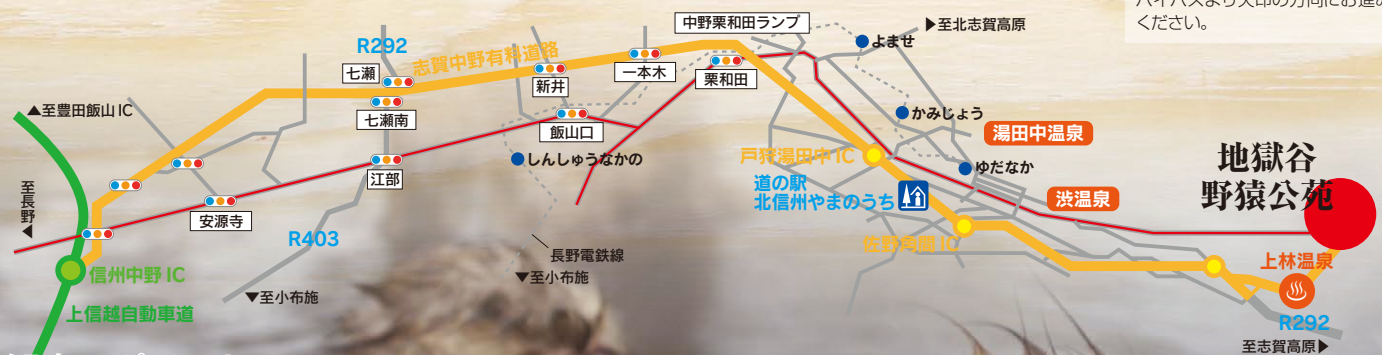 バイパスより矢印の方向にお進み
ください。
中野栗和田ランプ
▶至北志賀高原
R292
よませ
志賀中野有料道路
七瀬
新井
一本木
栗和田
▲至豊田飯山IC
七瀬南
飯山口
かみじょう
湯田中温泉
しんしゅうなかの
戸狩湯田中IC
ゆだなか
地獄谷
野猿公苑
江部
道の駅
北信州やまのうち
渋温泉
至長野◀
安源寺
R403
佐野角間IC
長野電鉄線
上林温泉
信州中野IC
▼至小布施
▼至小布施
上信越自動車道
R292
至志賀高原▶